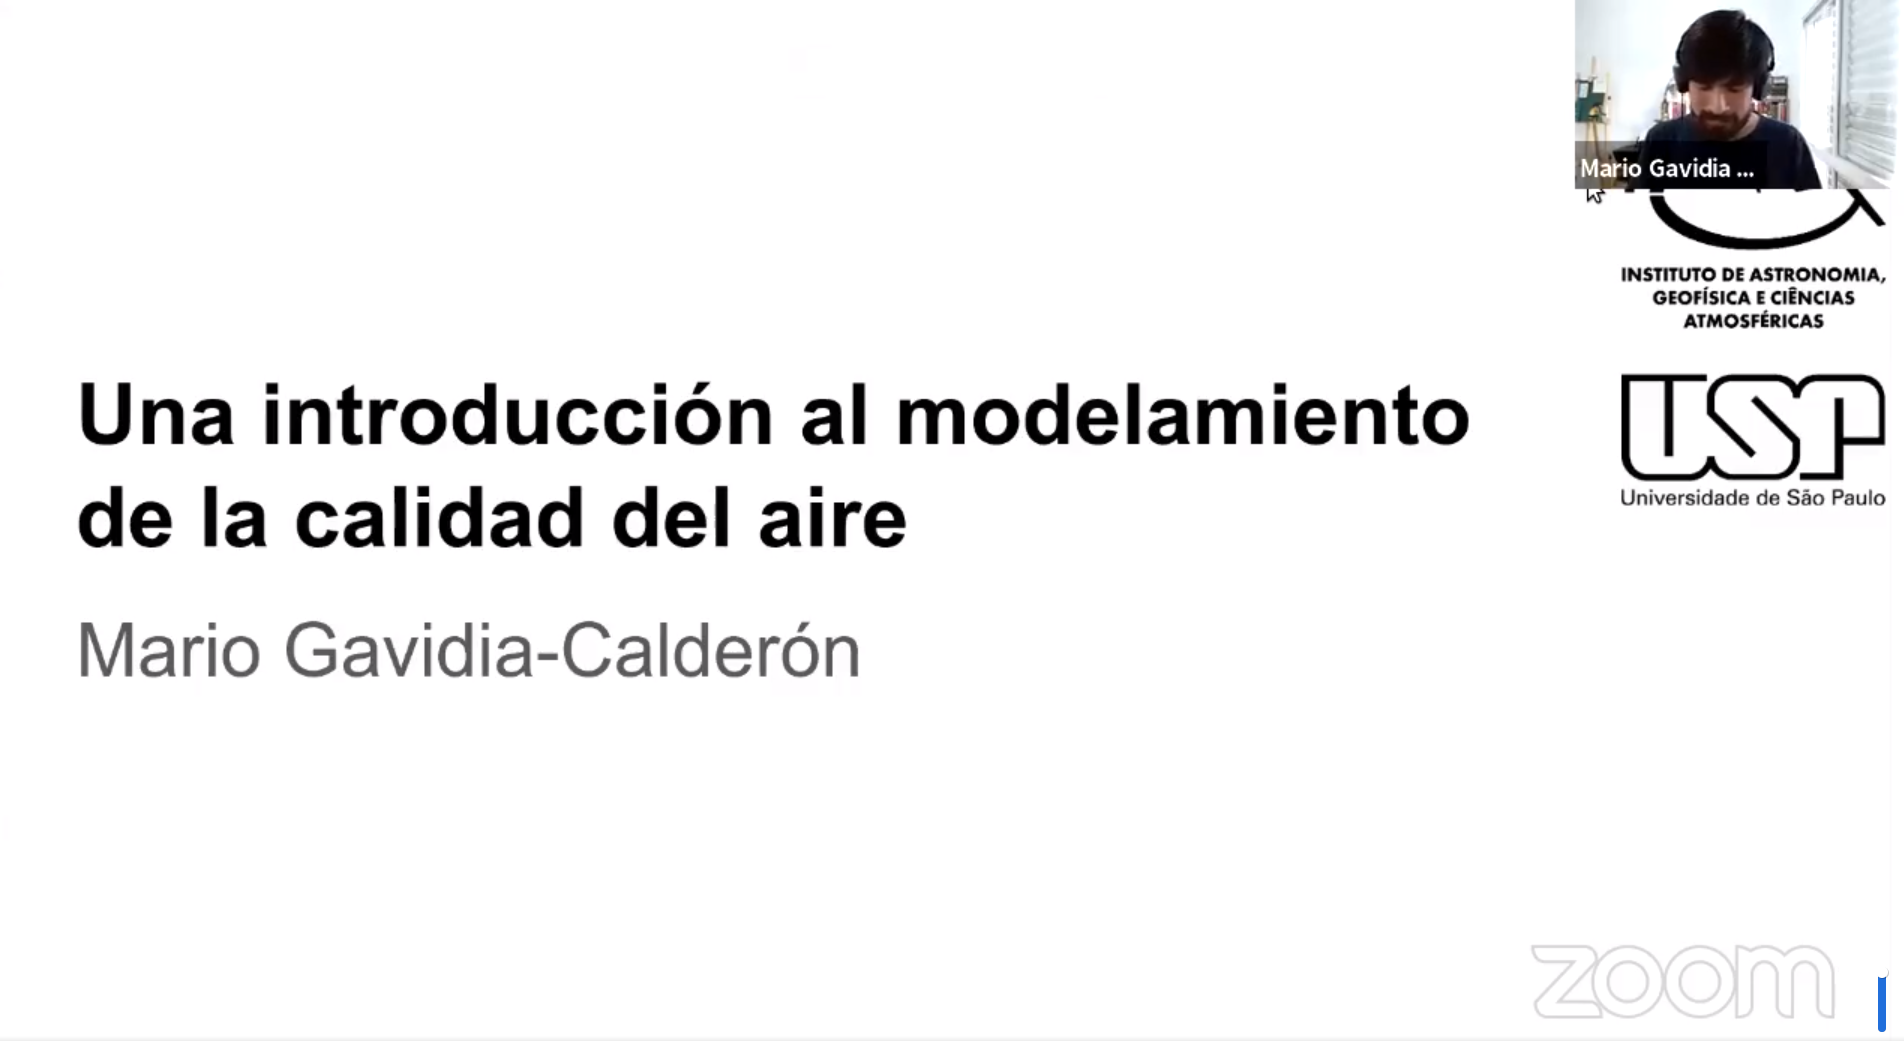 Mario Gavidia ...
INSTITUTO DE ASTRONOMIA,
GEOFÍSICA E CIÊNCIAS
ATMOSFÉRICAS
USP
Universidade de São Paulo
Una introducción al modelamiento
de la calidad del aire
Mario Gavidia-Calderón
zoom